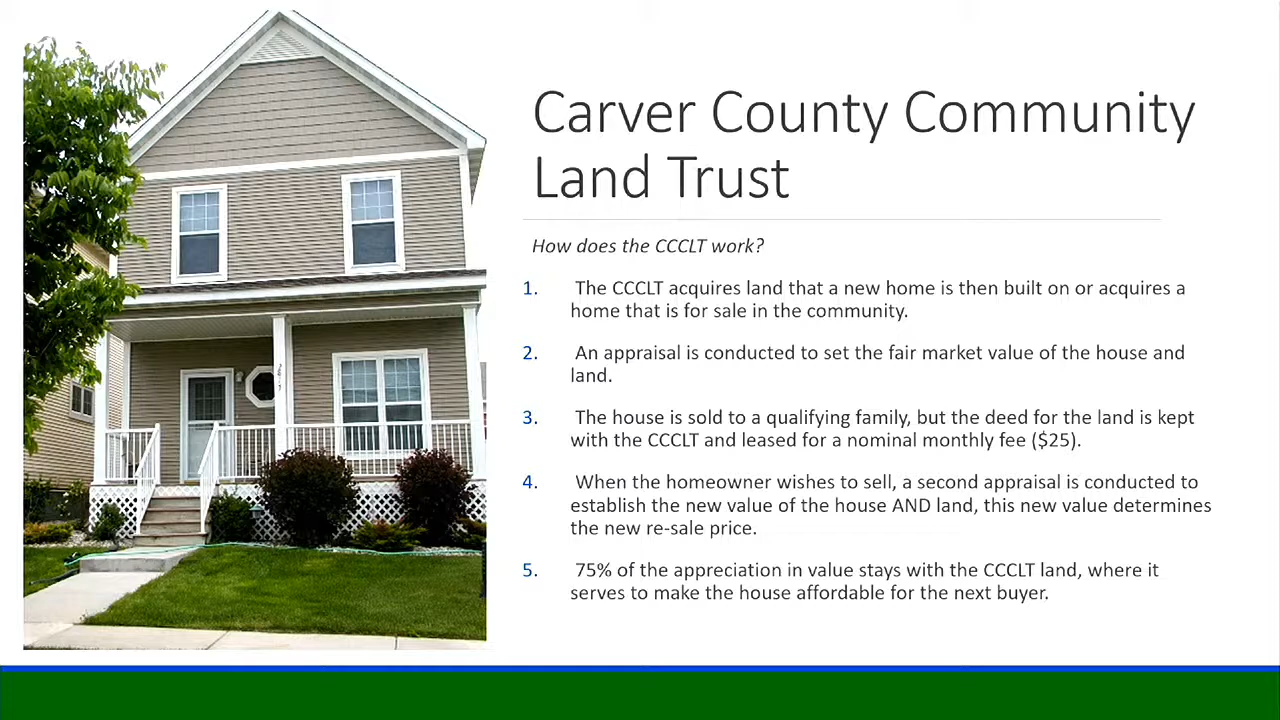 Carver County Community
Land Trust
How does the CCCLT work?
1. The CCCLT acquires land that a new home is then built on or acquires a
home that is for sale in the community.
2. An appraisal is conducted to set the fair market value of the house and
land.
3. The house is sold to a qualifying family, but the deed for the land is kept
with the CCCLT and leased for a nominal monthly fee ($25).
4. When the homeowner wishes to sell, a second appraisal is conducted to
establish the new value of the house AND land, this new value determines
the new re-sale price.
5. 75% of the appreciation in value stays with the CCCLT land, where it
serves to make the house affordable for the next buyer.